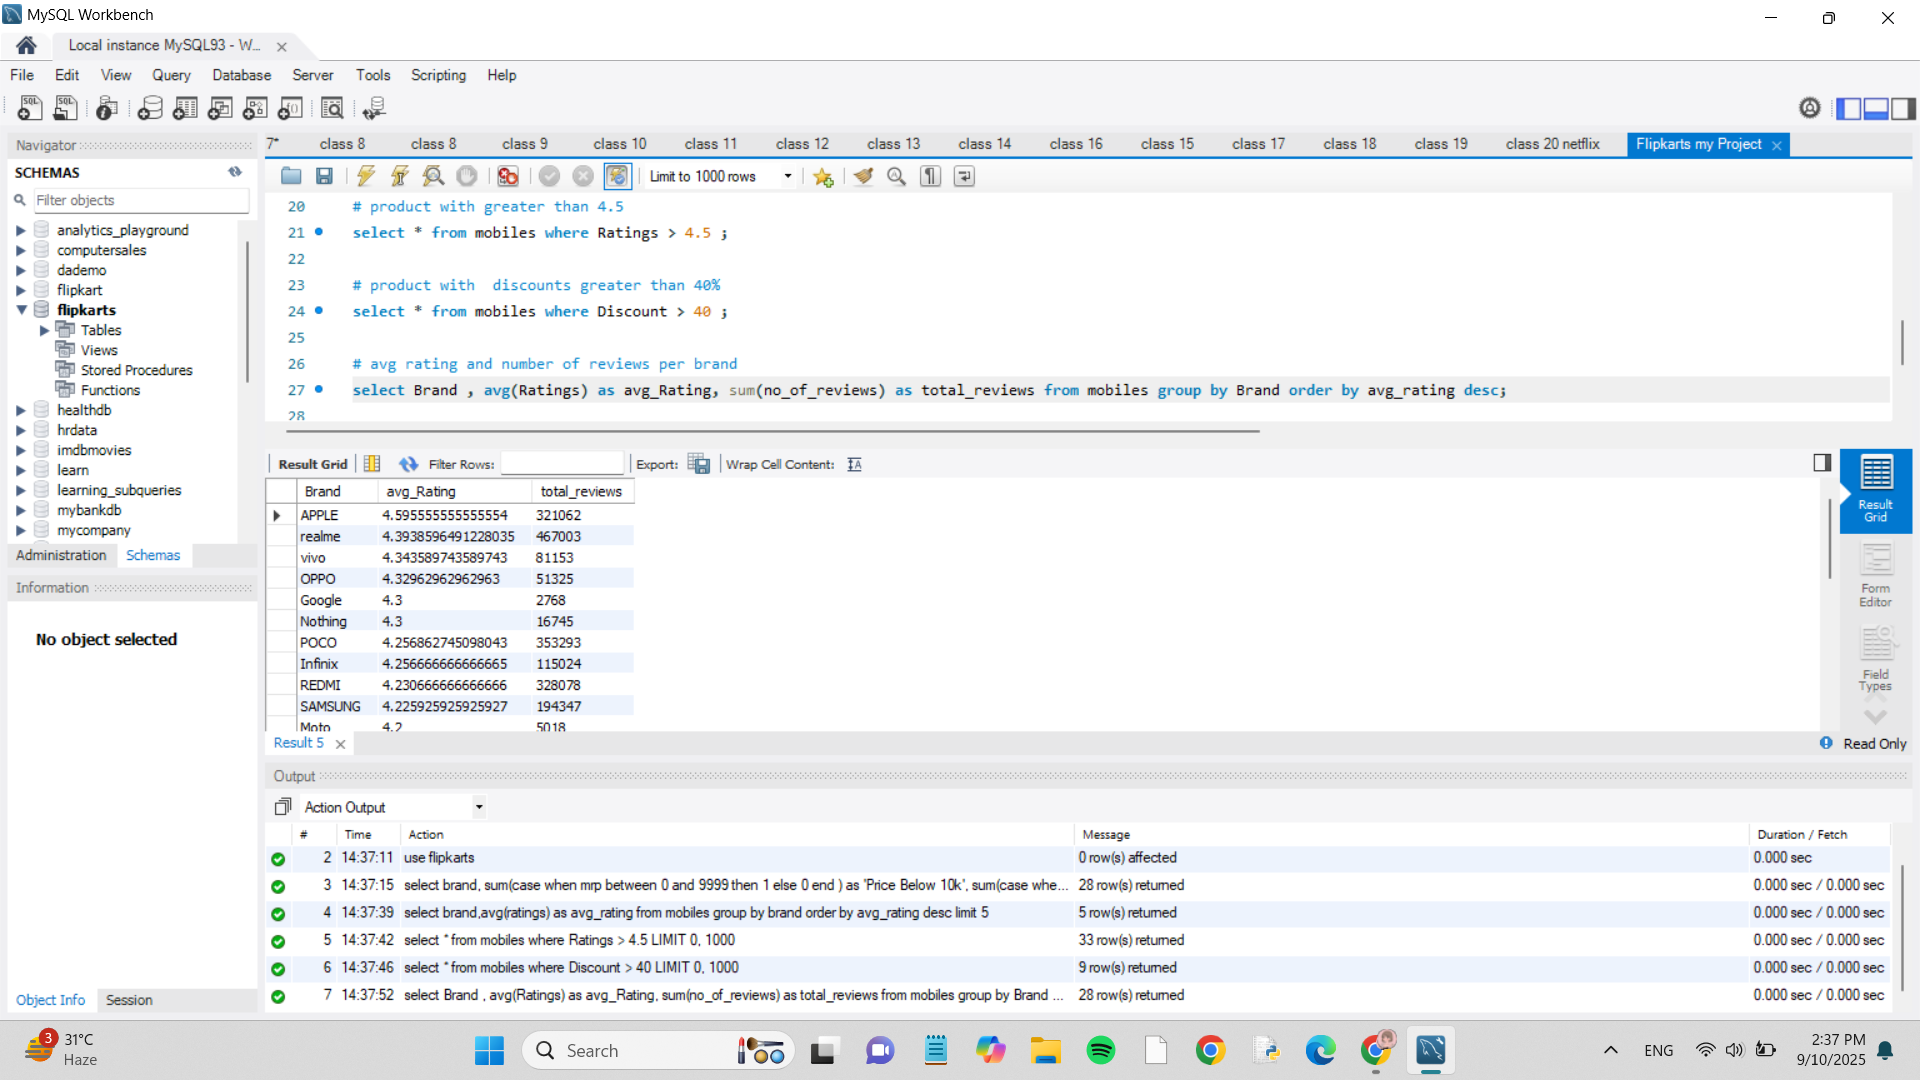 MySQL Workbench
Local instance MySQL93 - W...
File Edit View Query Database Server Tools Scripting Help
Navigator
SCHEMAS
Filter objects
analytics_playground
computersales
dademo
flipkart
flipkarts
Tables
Views
Stored Procedures
Functions
healthdb
hrdata
imdbmovies
learn
learning_subqueries
mybankdb
mycompany
Administration Schemas
Information
No object selected
Object Info Session
7* class 8 class 8 class 9 class 10 class 11 class 12 class 13 class 14 class 16 class 15 class 17 class 18 class 19 class 20 netflix Flipkarts my Project
Limit to 1000 rows
20 # product with greater than 4.5
21 select * from mobiles where Ratings > 4.5 ;
22
23 # product with  discounts greater than 40%
24 select * from mobiles where Discount > 40 ;
25
26 # avg rating and number of reviews per brand
27 select Brand , avg(Ratings) as avg_Rating, sum(no_of_reviews) as total_reviews from mobiles group by Brand order by avg_rating desc;
28
Result Grid Filter Rows: Export: Wrap Cell Content:
Brand avg_Rating total_reviews
APPLE 4.595555555555554 321062
realme 4.3938596491228035 467003
vivo 4.343589743589743 81153
OPPO 4.32962962962963 51325
Google 4.3 2768
Nothing 4.3 16745
POCO 4.256862745098043 353293
Infinix 4.256666666666665 115024
REDMI 4.230666666666666 328078
SAMSUNG 4.225925925925927 194347
Moto 4.2 5018
Result Grid
Form Editor
Field Types
Result 5
Read Only
Output
Action Output
# Time Action Message Duration / Fetch
2 14:37:11 use flipkarts 0 row(s) affected 0.000 sec
3 14:37:15 select brand, sum(case when mrp between 0 and 9999 then 1 else 0 end ) as 'Price Below 10k', sum(case whe... 28 row(s) returned 0.000 sec / 0.000 sec
4 14:37:39 select brand,avg(ratings) as avg_rating from mobiles group by brand order by avg_rating desc limit 5 5 row(s) returned 0.000 sec / 0.000 sec
5 14:37:42 select * from mobiles where Ratings > 4.5 LIMIT 0, 1000 33 row(s) returned 0.000 sec / 0.000 sec
6 14:37:46 select * from mobiles where Discount > 40 LIMIT 0, 1000 9 row(s) returned 0.000 sec / 0.000 sec
7 14:37:52 select Brand , avg(Ratings) as avg_Rating, sum(no_of_reviews) as total_reviews from mobiles group by Brand ... 28 row(s) returned 0.000 sec / 0.000 sec
3
31°C
Haze
Search
ENG
2:37 PM
9/10/2025